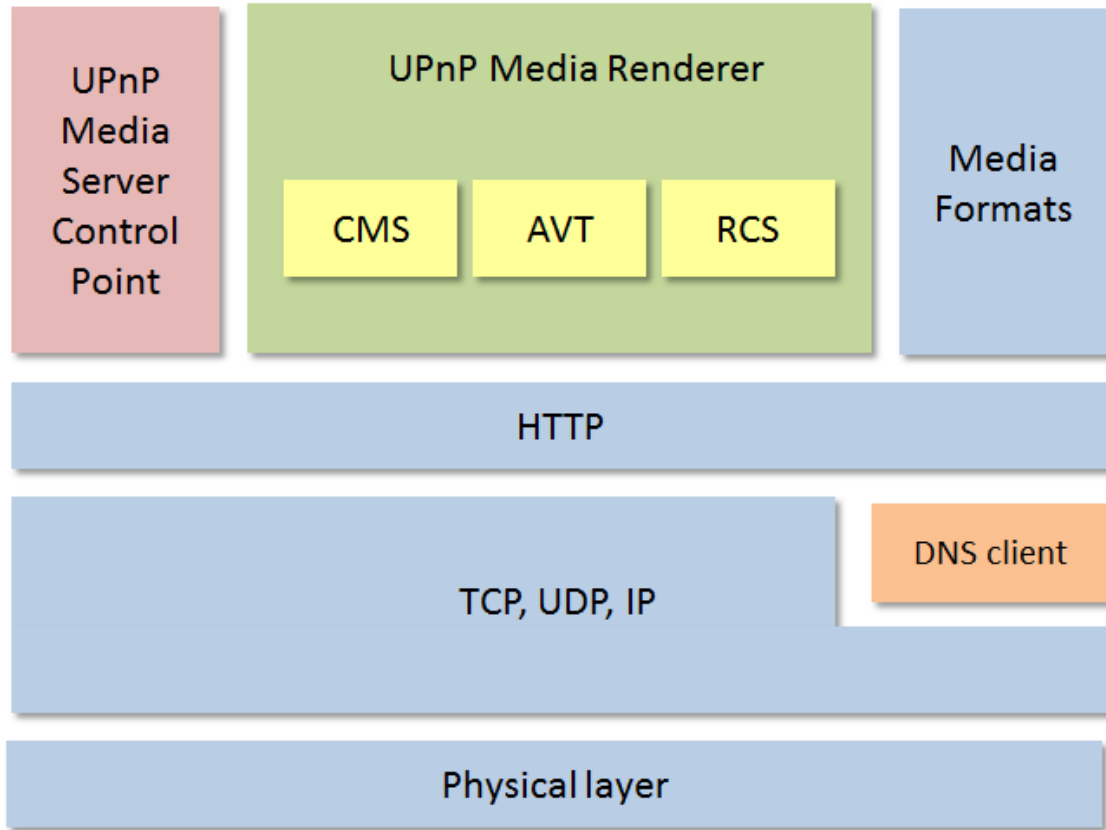 UPnP
Media
Server
Control
Point
UPnP Media Renderer
CMS
AVT
RCS
Media
Formats
HTTP
TCP, UDP, IP
DNS client
Physical layer